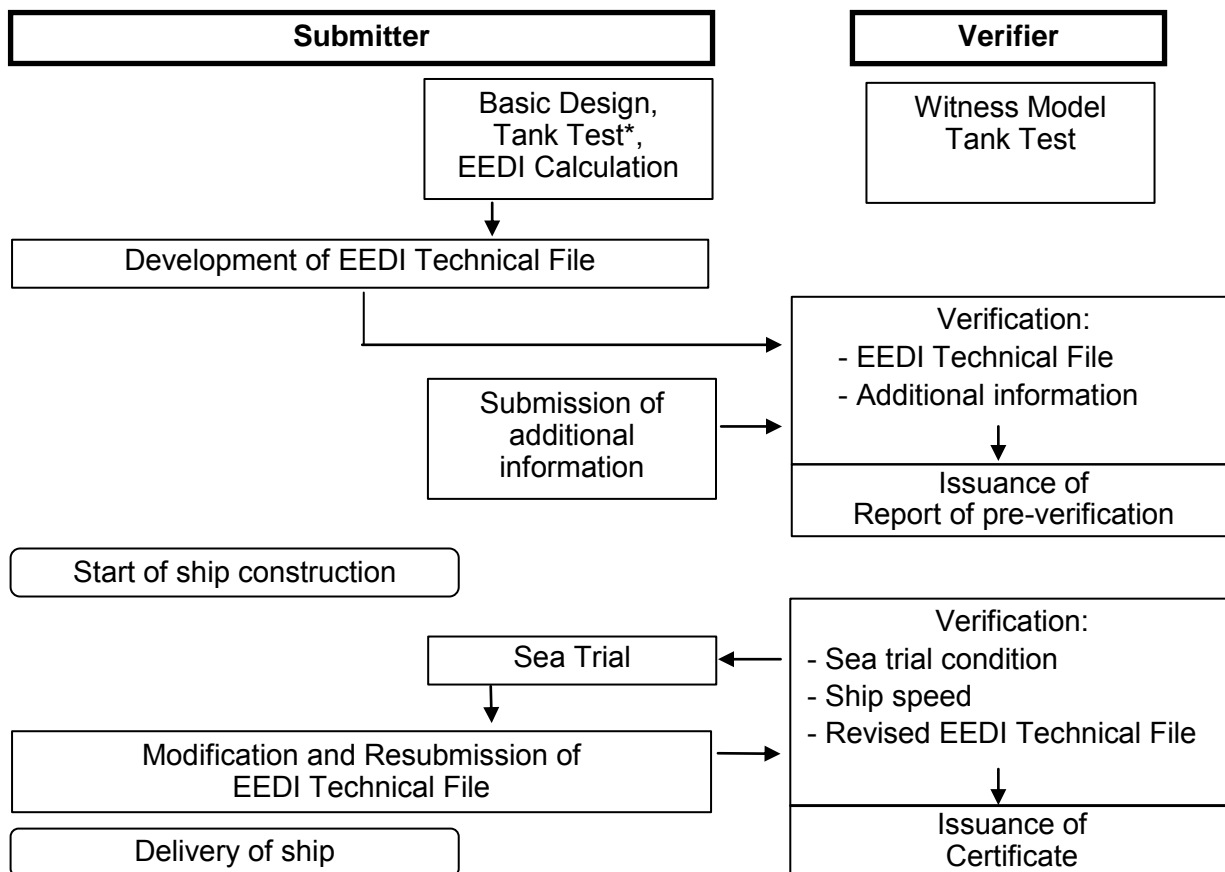 Submitter
Verifier
Basic Design,
Tank Test*,
EEDI Calculation
Witness Model
Tank Test
Development of EEDI Technical File
Verification:
- EEDI Technical File
- Additional information
Submission of
additional
information
Issuance of
Report of pre-verification
Start of ship construction
Verification:
- Sea trial condition
- Ship speed
- Revised EEDI Technical File
Sea Trial
Modification and Resubmission of
EEDI Technical File
Delivery of ship
Issuance of
Certificate